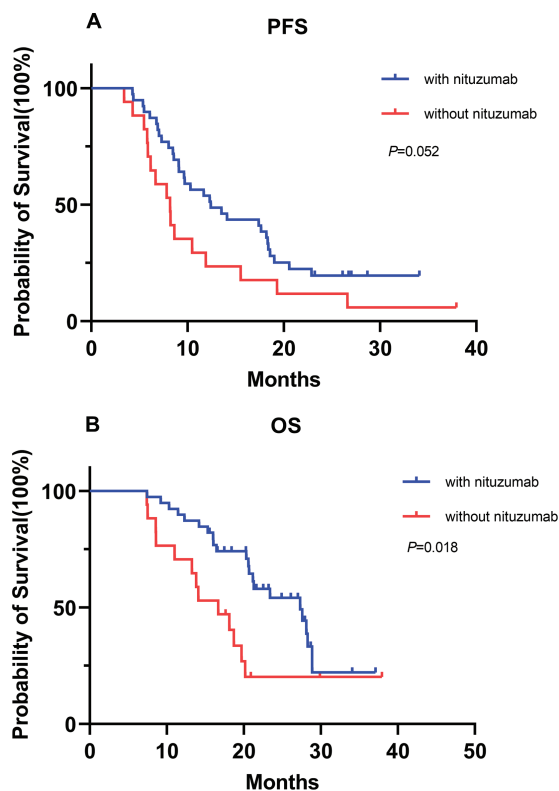 A
PFS
Probability of Survival(100%)
100
50
0
0 10 20 30 40
Months
with nituzumab
without nituzumab
P=0.052
B
OS
Probability of Survival(100%)
100
50
0
0 10 20 30 40 50
Months
with nituzumab
without nituzumab
P=0.018